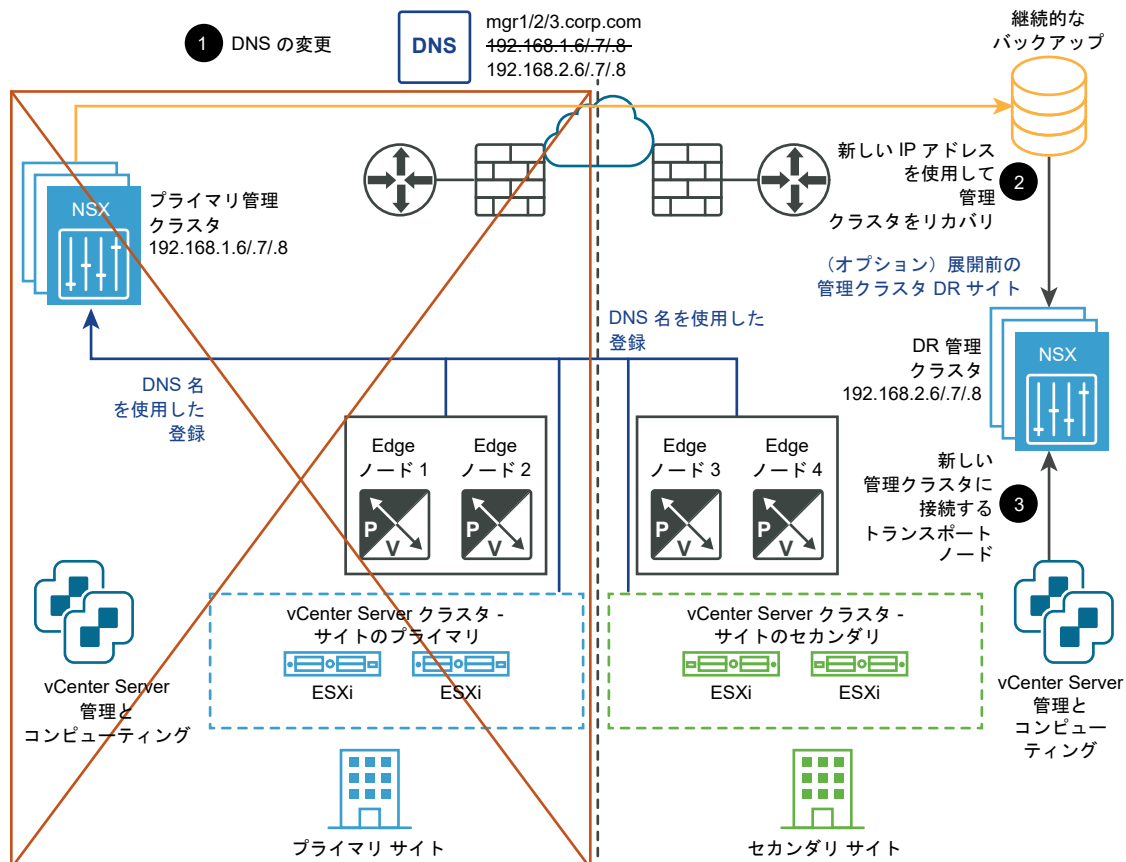 1 DNS の変更
DNS
mgr1/2/3.corp.com
192.168.1.6/.7/.8
192.168.2.6/.7/.8
継続的な
バックアップ
NSX
プライマリ管理
クラスタ
192.168.1.6/.7/.8
新しい IP アドレス
を使用して
管理
クラスタをリカバリ
2
（オプション）展開前の
管理クラスタ DR サイト
DNS 名を使用した
登録
DNS 名
を使用した
登録
DR 管理
クラスタ
192.168.2.6/.7/.8
NSX
Edge
ノード 1
P
V
Edge
ノード 2
P
V
Edge
ノード 3
P
V
Edge
ノード 4
P
V
新しい
管理クラスタに
接続する
トランスポート
ノード
3
vCenter Server クラスタ -
サイトのプライマリ
ESXi
ESXi
vCenter Server クラスタ -
サイトのセカンダリ
ESXi
ESXi
vCenter Server
管理と
コンピューティング
vCenter Server
管理と
コンピュー
ティング
プライマリ サイト
セカンダリ サイト